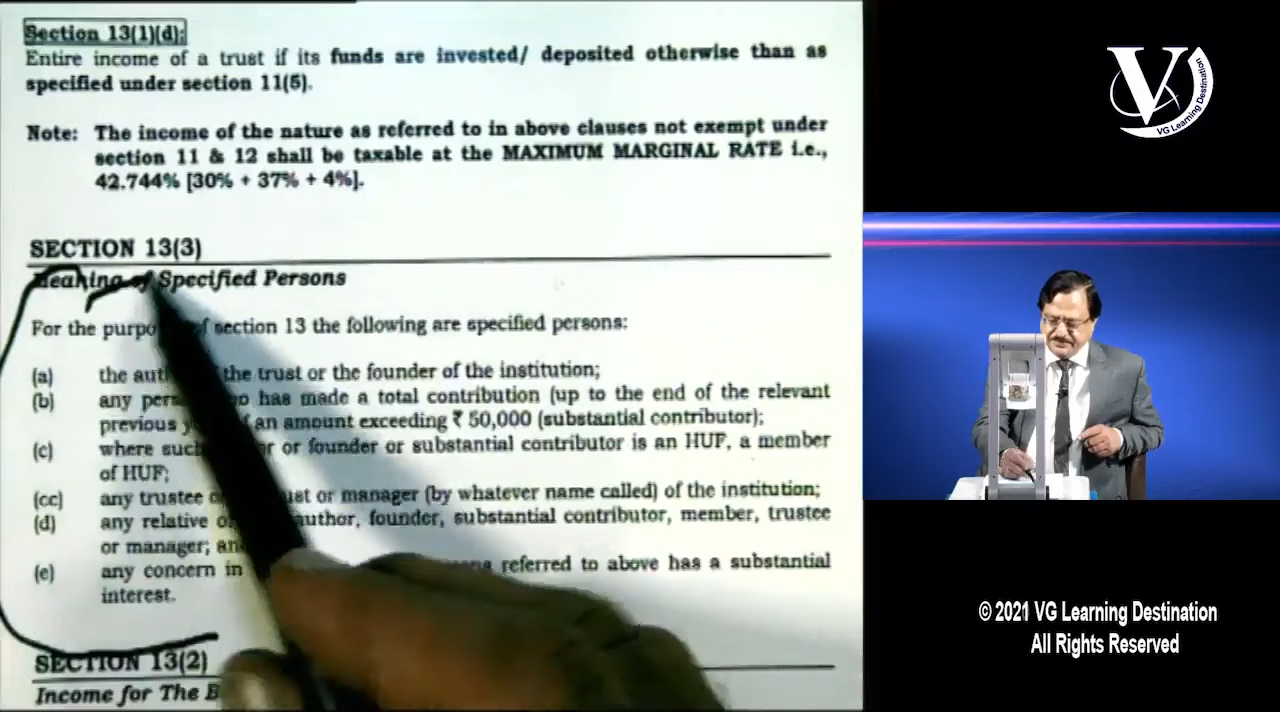 Section 13(1)(d):
Entire income of a trust if its funds are invested/ deposited otherwise than as
specified under section 11(5).
Note: The income of the nature as referred to in above clauses not exempt under
section 11 & 12 shall be taxable at the MAXIMUM MARGINAL RATE i.e.,
42.744% [30% + 37% + 4%].
SECTION 13(3)
Meaning of Specified Persons
For the of section 13 the following are specified persons:
(a) the the trust or the founder of the institution;
(b) any has made a total contribution (up to the end of the relevant
previous an amount exceeding ₹ 50,000 (substantial contributor);
(c) where or founder or substantial contributor is an HUF, a member
of HUF;
(cc) any trustee or manager (by whatever name called) of the institution;
(d) any relative author, founder, substantial contributor, member, trustee
or manager;
(e) any concern in referred to above has a substantial
interest.
SECTION 13(2)
Income for The
V
VG Learning Destination
© 2021 VG Learning Destination
All Rights Reserved